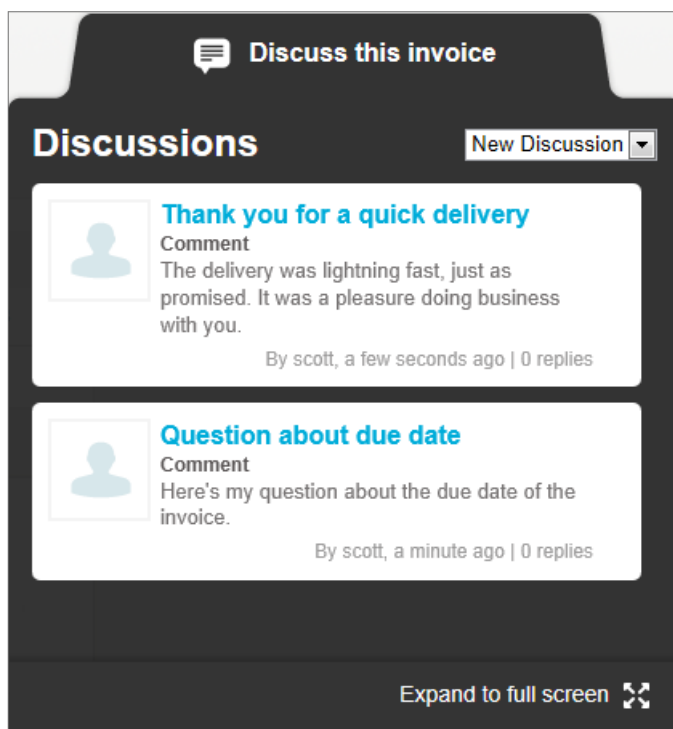 Discuss this invoice
Discussions
New Discussion
Thank you for a quick delivery
Comment
The delivery was lightning fast, just as
promised. It was a pleasure doing business
with you.
By scott, a few seconds ago | 0 replies
Question about due date
Comment
Here's my question about the due date of the
invoice.
By scott, a minute ago | 0 replies
Expand to full screen